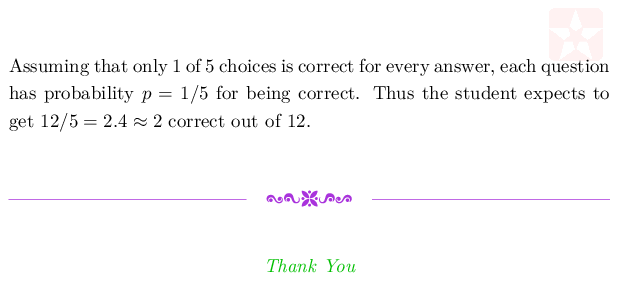 Assuming that only 1 of 5 choices is correct for every answer, each question
has probability p = 1/5 for being correct. Thus the student expects to
get 12/5 = 2.4 ≈ 2 correct out of 12.
Thank You